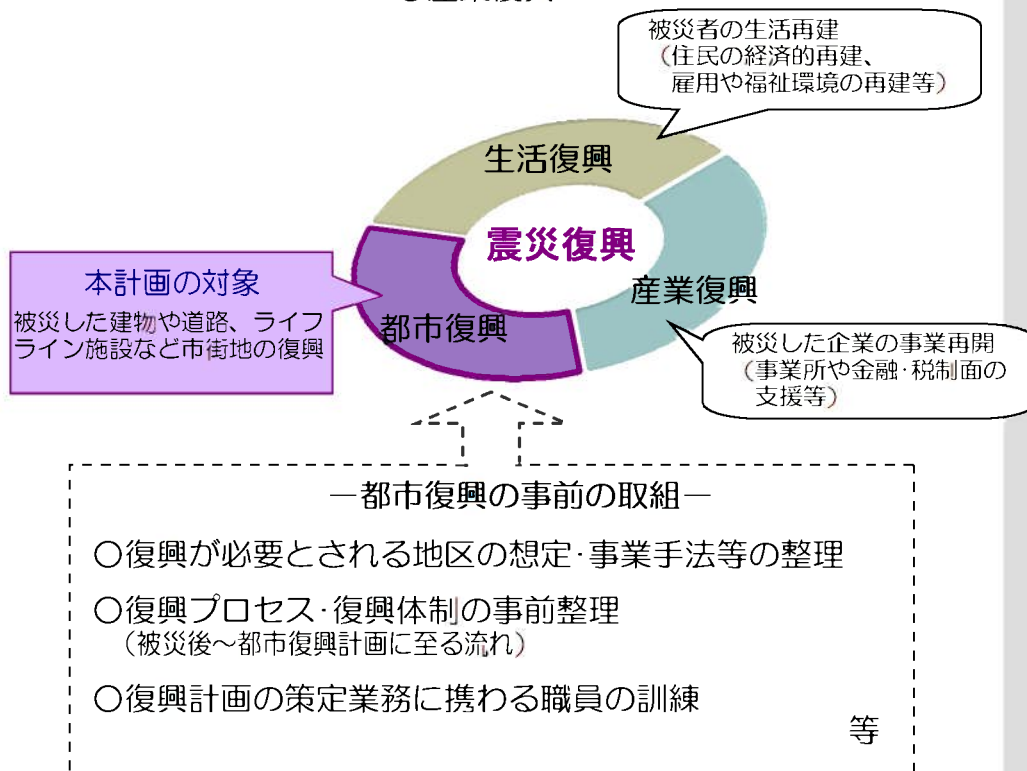 被災者の生活再建
(住民の経済的再建、
雇用や福祉環境の再建等)
生活復興
震災復興
本計画の対象
被災した建物や道路、ライフ
ライン施設など市街地の復興
都市復興
産業復興
被災した企業の事業再開
(事業所や金融・税制面の
支援等)
―都市復興の事前の取組―
〇復興が必要とされる地区の想定・事業手法等の整理
〇復興プロセス・復興体制の事前整理
(被災後～都市復興計画に至る流れ)
〇復興計画の策定業務に携わる職員の訓練
等